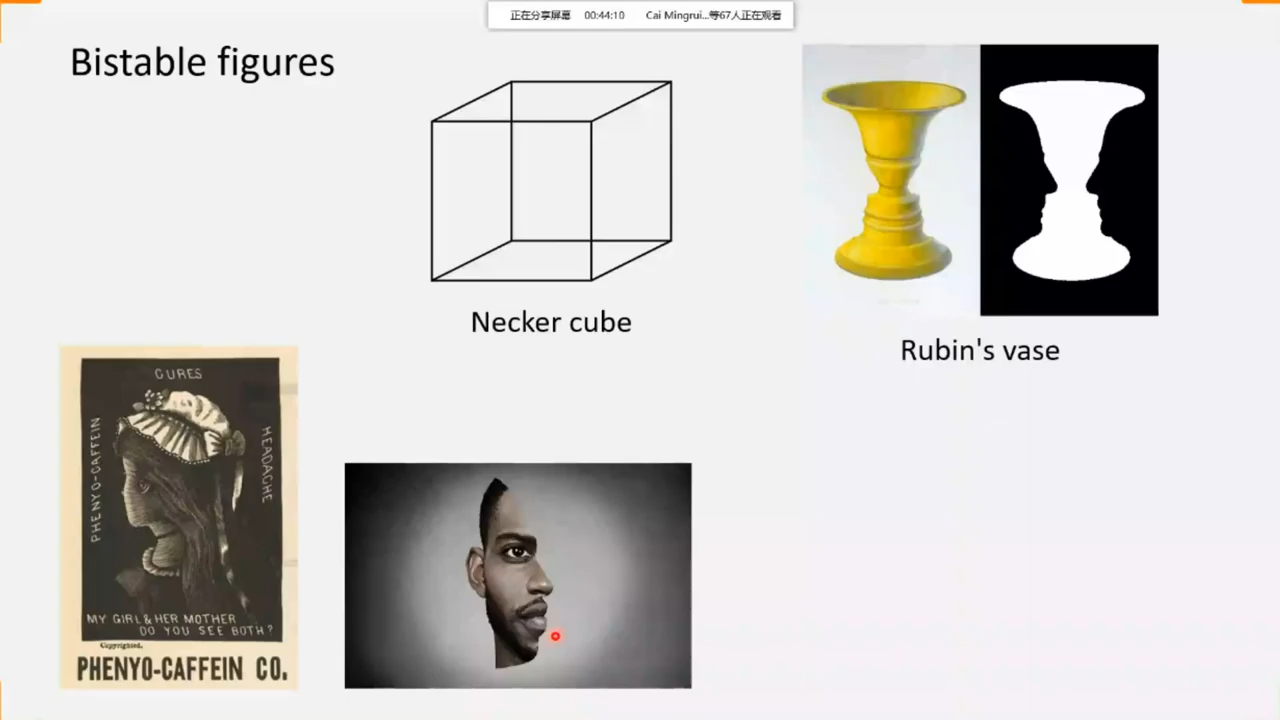 正在分享屏幕 00:44:10 Cai Mingrui...等67人正在观看
Bistable figures
Necker cube
Rubin's vase
CURES
PHENYO-CAFFEIN
HEADACHE
MY GIRL & HER MOTHER
DO YOU SEE BOTH?
Copyrighted.
PHENYO-CAFFEIN CO.